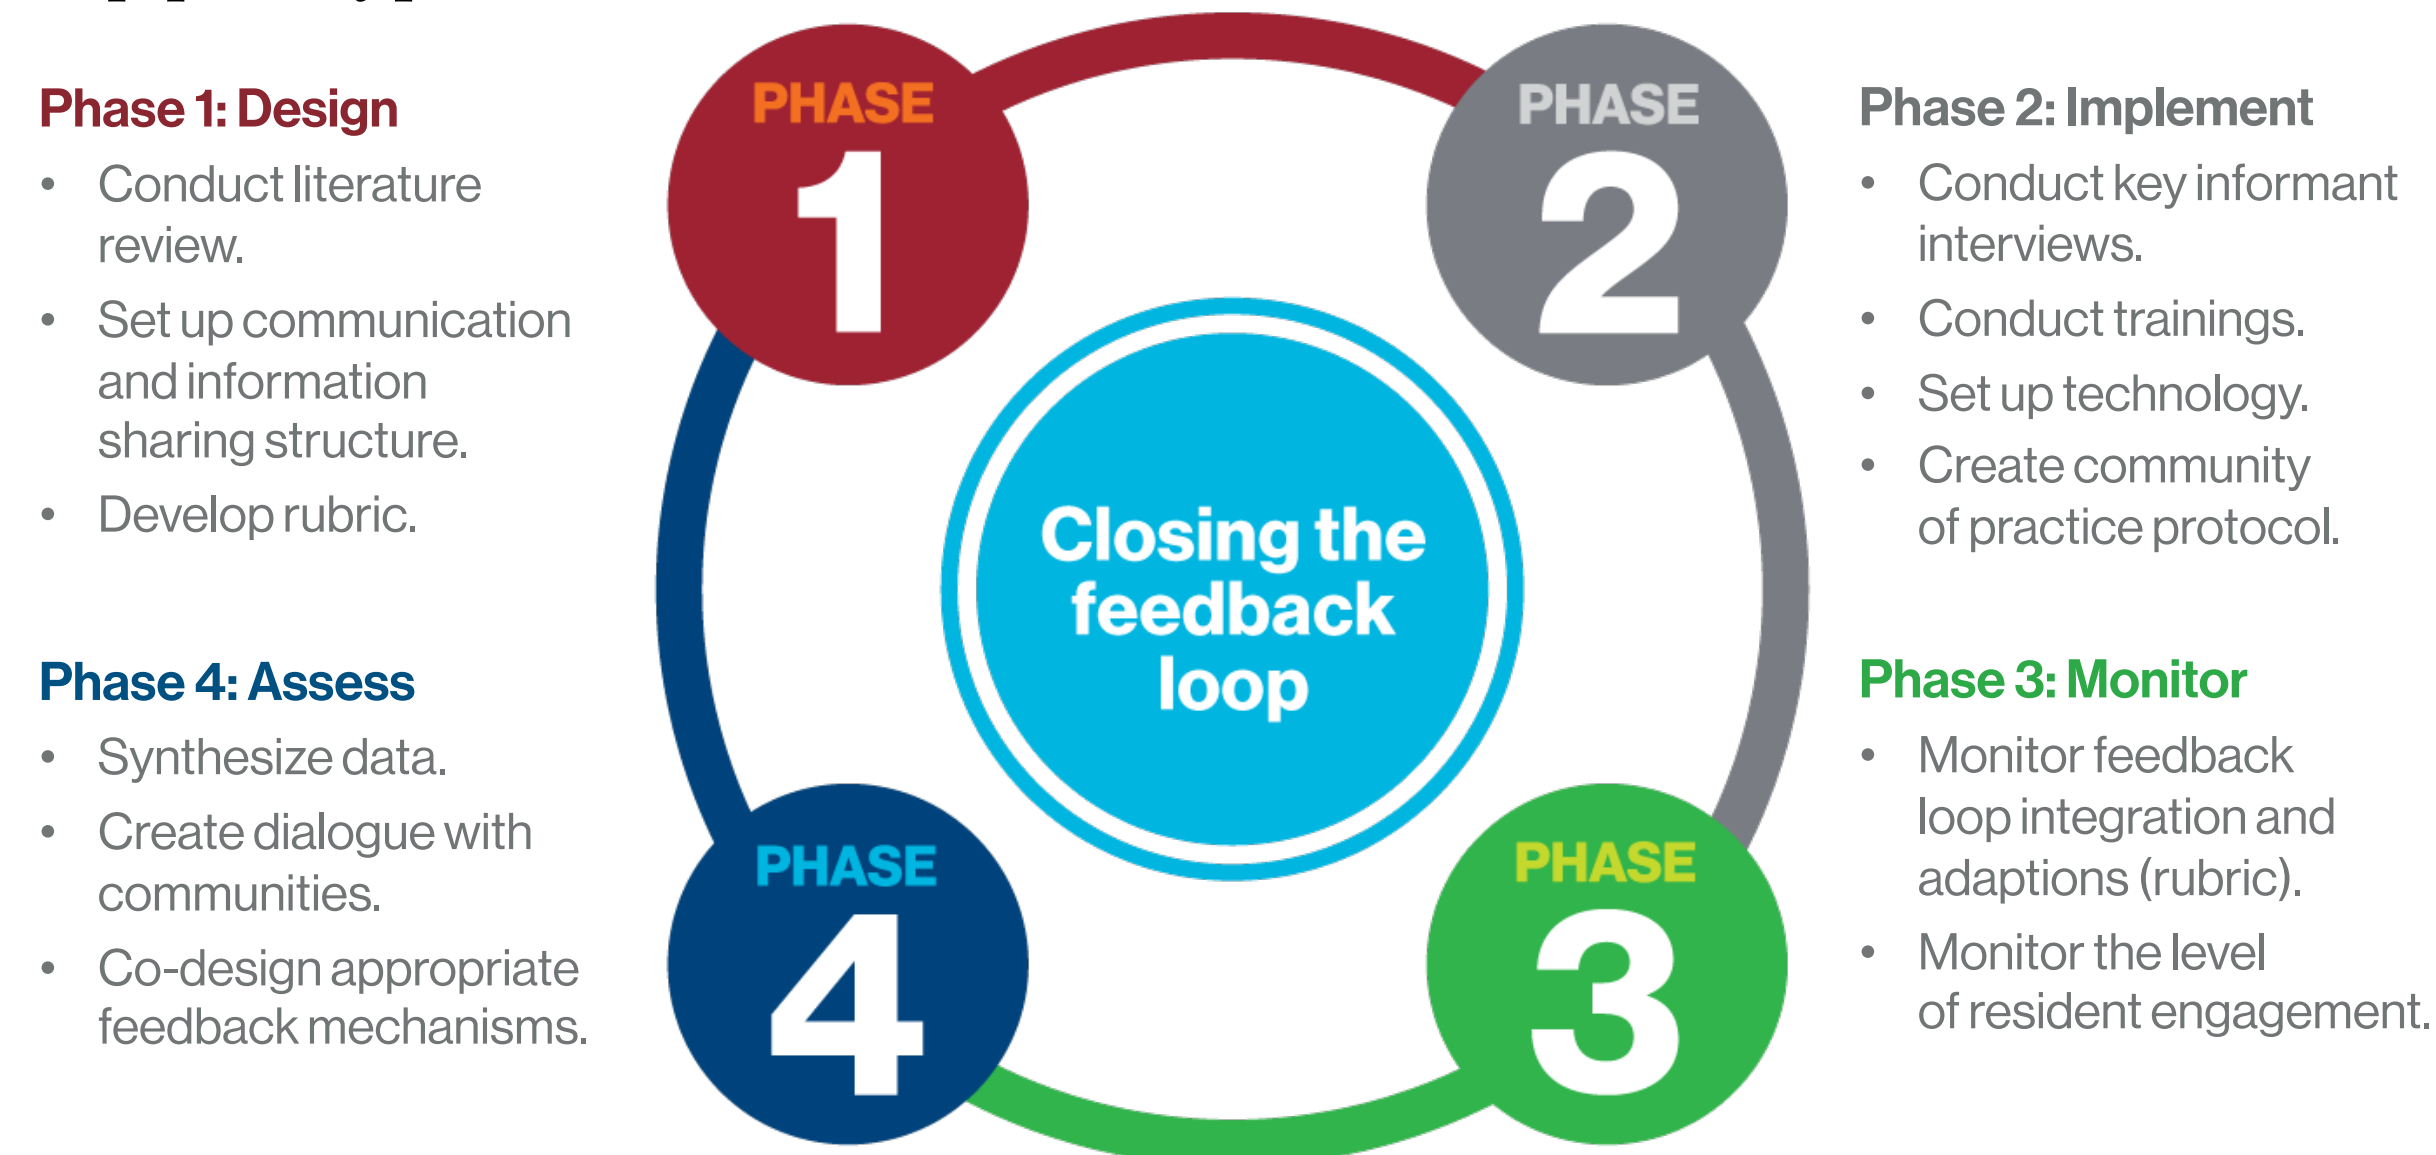 Phase 1: Design
• Conduct literature
review.
• Set up communication
and information
sharing structure.
• Develop rubric.
PHASE
1
PHASE
2
Phase 2: Implement
• Conduct key informant
interviews.
• Conduct trainings.
• Set up technology.
• Create community
of practice protocol.
Closing the
feedback
loop
Phase 4: Assess
• Synthesize data.
• Create dialogue with
communities.
• Co-design appropriate
feedback mechanisms.
PHASE
4
PHASE
3
Phase 3: Monitor
• Monitor feedback
loop integration and
adaptions (rubric).
• Monitor the level
of resident engagement.